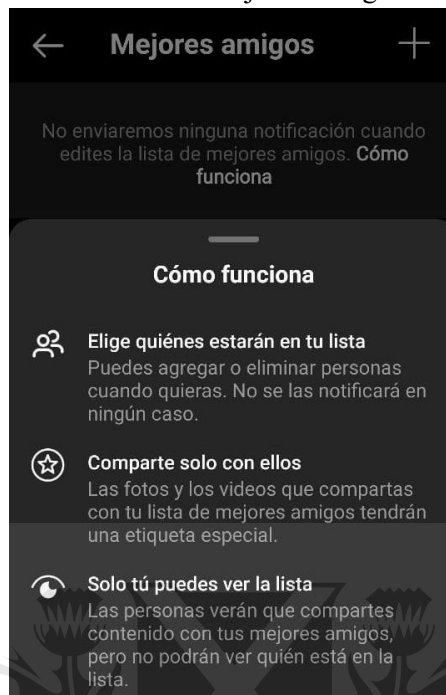 Mejores amigos
No enviaremos ninguna notificación cuando
edites la lista de mejores amigos. Cómo
funciona
Cómo funciona
Elige quiénes estarán en tu lista
Puedes agregar o eliminar personas
cuando quieras. No se las notificará en
ningún caso.
Comparte solo con ellos
Las fotos y los videos que compartas
con tu lista de mejores amigos tendrán
una etiqueta especial.
Solo tú puedes ver la lista
Las personas verán que compartes
contenido con tus mejores amigos,
pero no podrán ver quién está en la
lista.